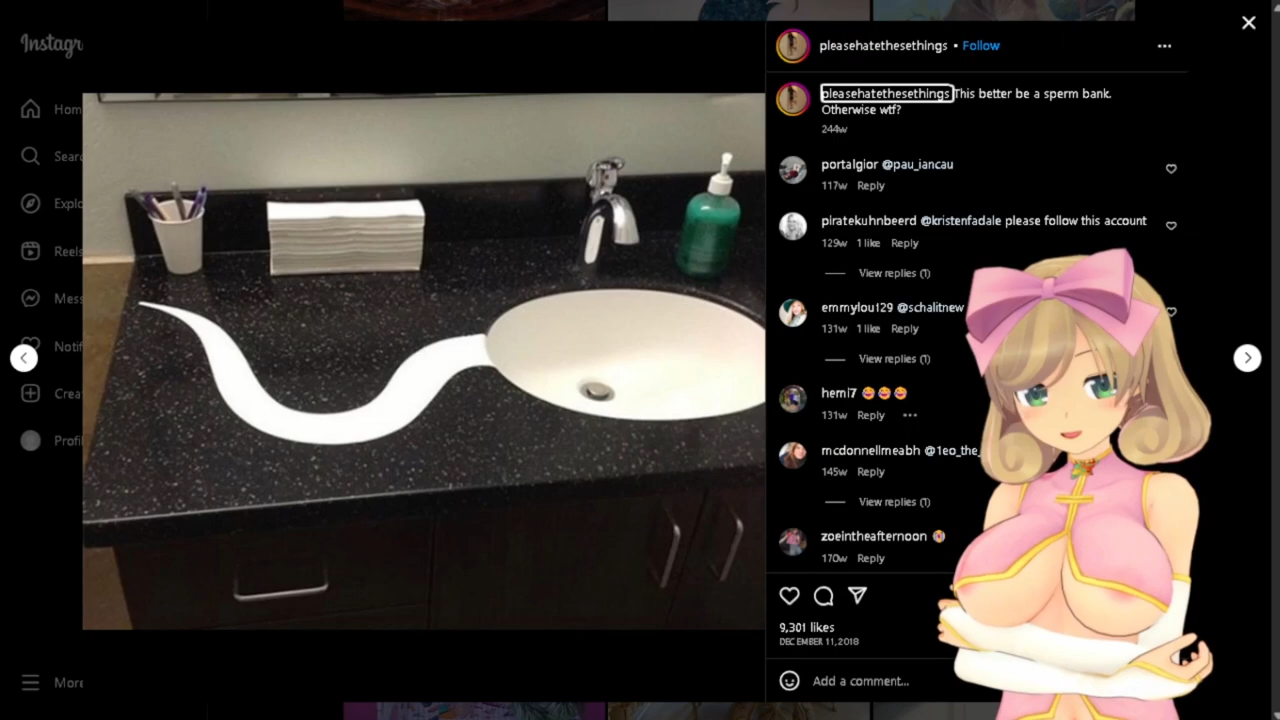 Instagr
Hom
Searc
Explo
Reels
Mess
Notif
Crea
Profil
More
pleasehatethesethings • Follow
pleasehatethesethings This better be a sperm bank.
Otherwise wtf?
244w
portalgior @pau_iancau
117w Reply
piratekuhnbeerd @kristenfadale please follow this account
129w 1 like Reply
View replies (1)
emmylou129 @schalitnew
131w 1 like Reply
View replies (1)
hemi7 😂😂😂
131w Reply
mcdonnellmeabh @1eo_the_
145w Reply
View replies (1)
zoeintheafternoon
170w Reply
9,301 likes
DECEMBER 11, 2018
Add a comment...